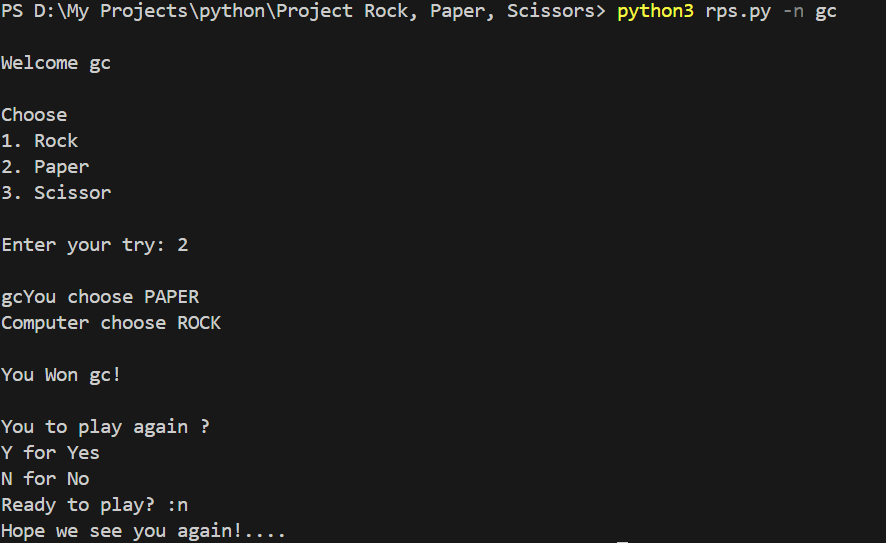 PS D:\My Projects\python\Project Rock, Paper, Scissors> python3 rps.py -n gc
Welcome gc
Choose
1. Rock
2. Paper
3. Scissor
Enter your try: 2
gcYou choose PAPER
Computer choose ROCK
You Won gc!
You to play again ?
Y for Yes
N for No
Ready to play? :n
Hope we see you again!....